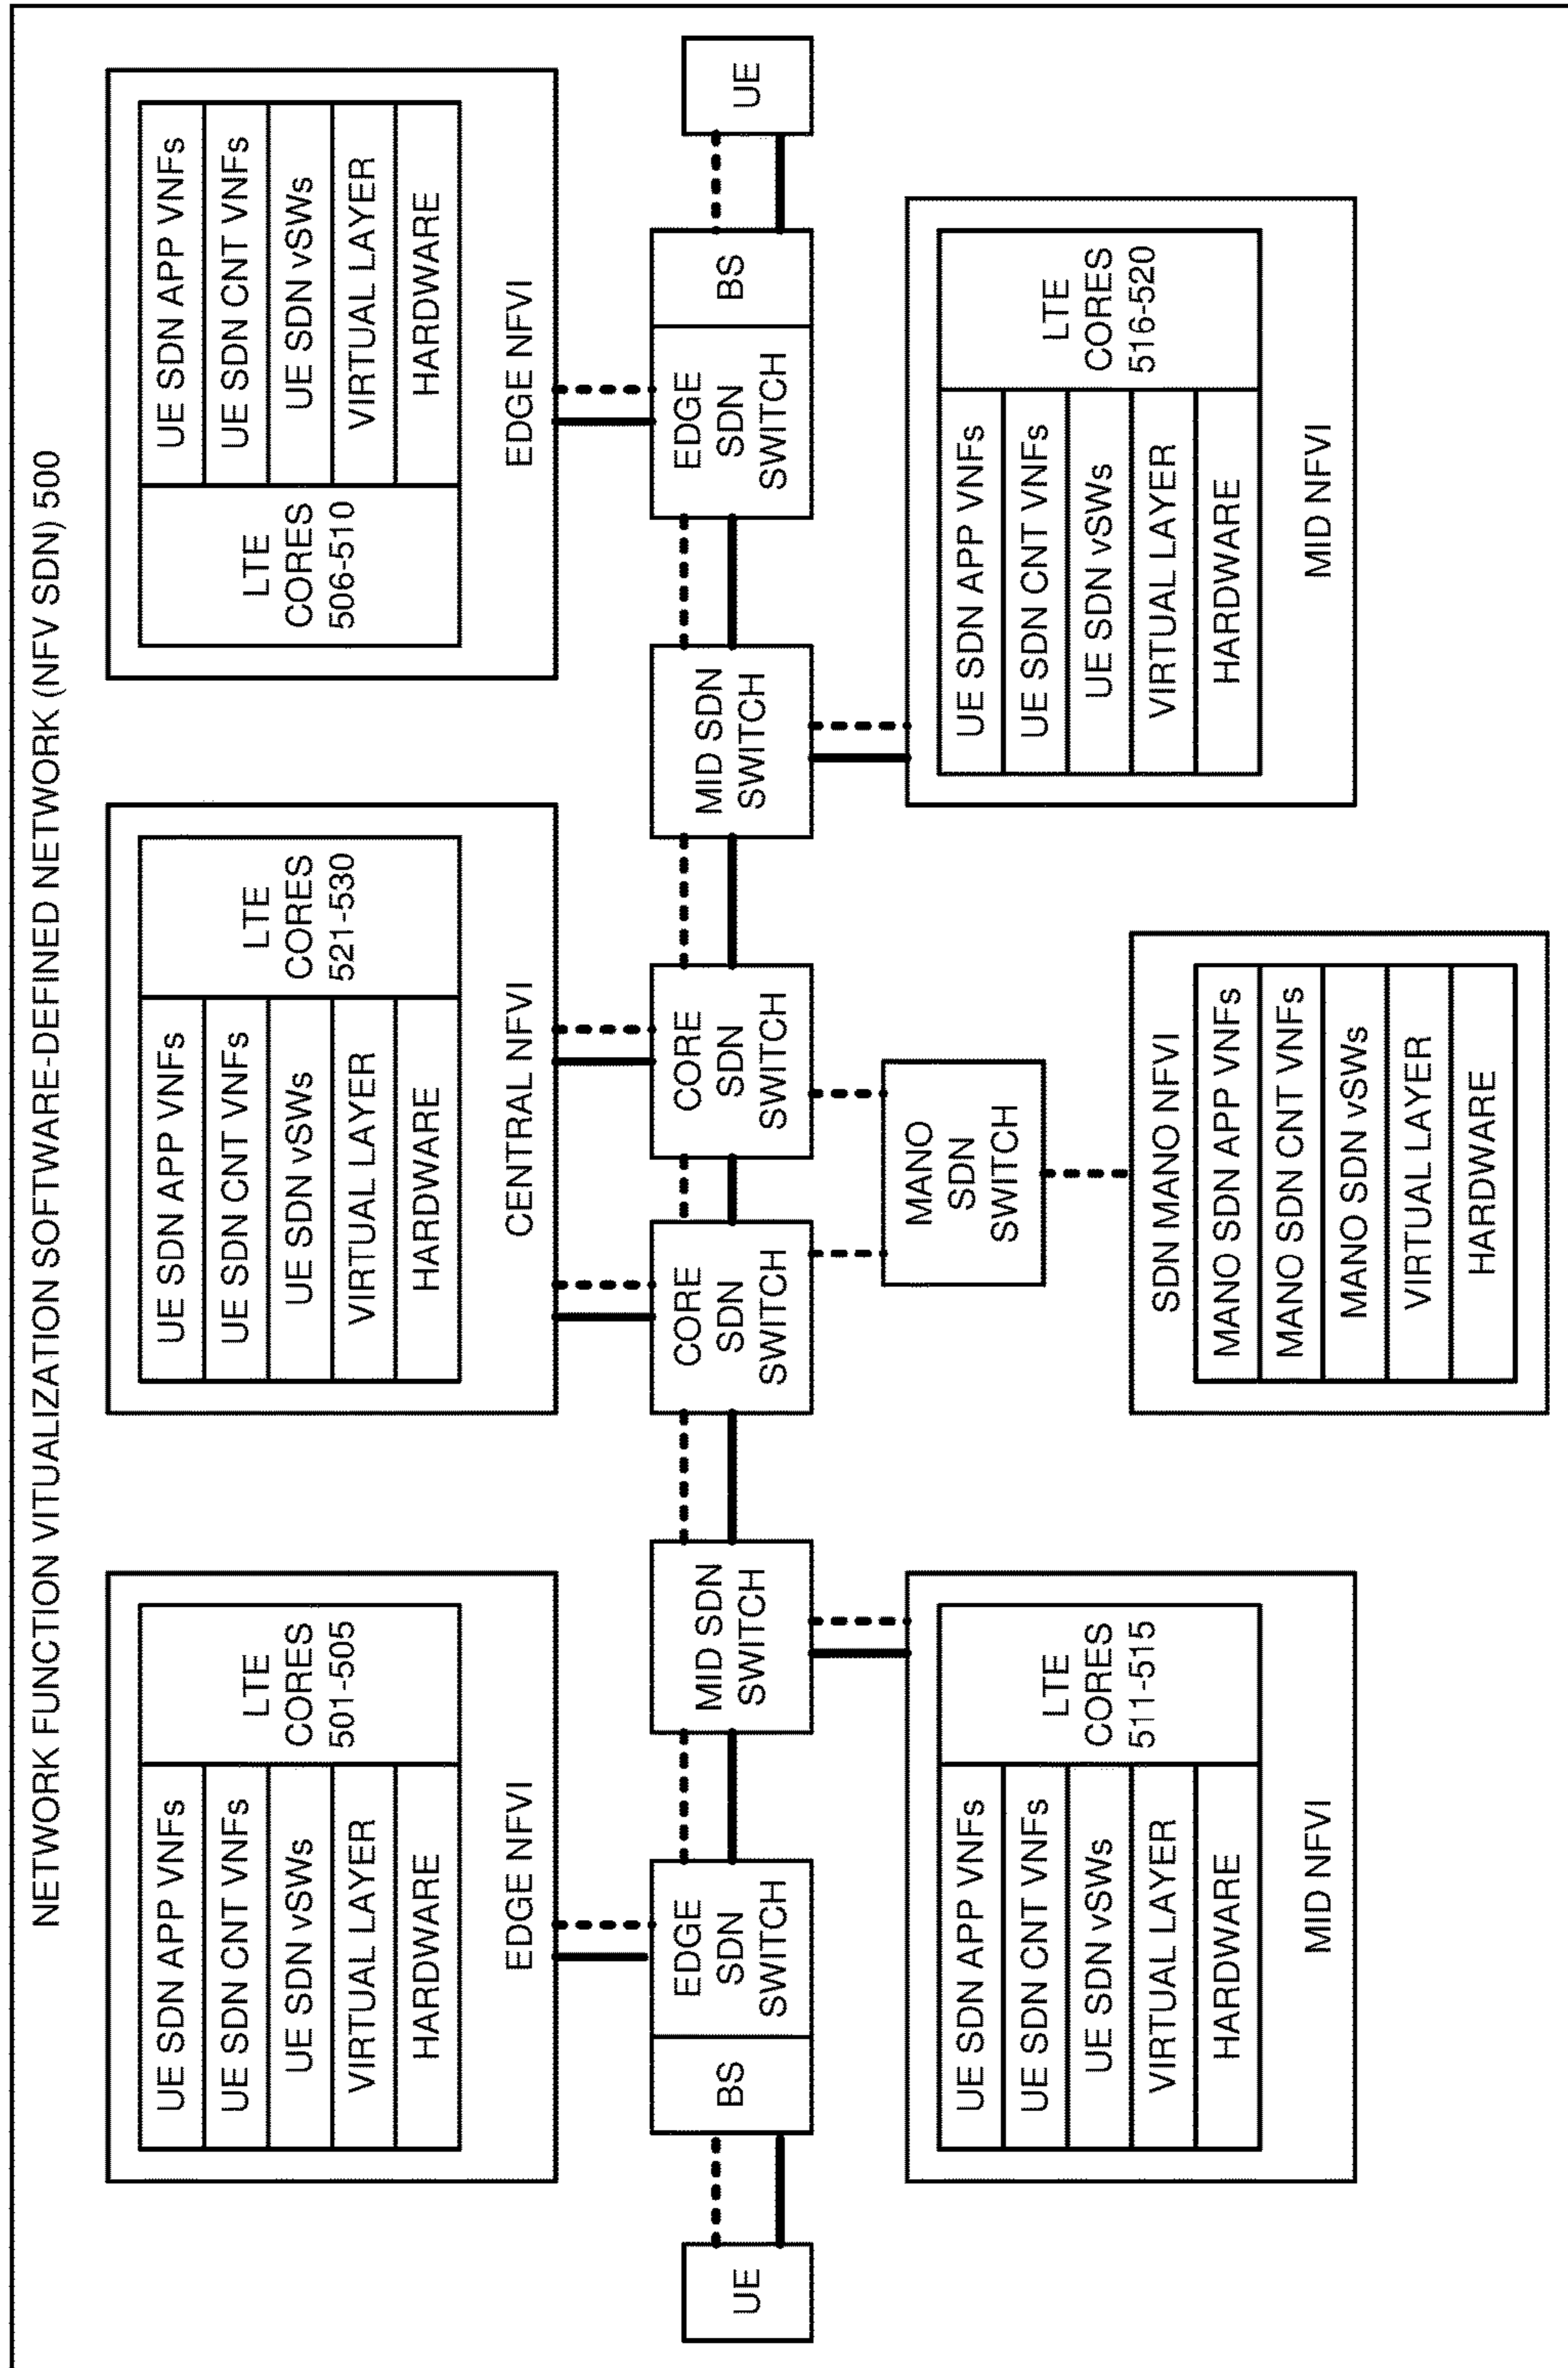 NETWORK FUNCTION VITUALIZATION SOFTWARE-DEFINED NETWORK (NFV SDN) 500
UE SDN APP VNFs
UE SDN CNT VNFs
UE SDN vSWs
VIRTUAL LAYER
HARDWARE
LTE
CORES
501-505
EDGE NFVI
UE SDN APP VNFs
UE SDN CNT VNFs
UE SDN vSWs
VIRTUAL LAYER
HARDWARE
LTE
CORES
521-530
CENTRAL NFVI
LTE
CORES
506-510
UE SDN APP VNFs
UE SDN CNT VNFs
UE SDN vSWs
VIRTUAL LAYER
HARDWARE
EDGE NFVI
UE
BS
EDGE
SDN
SWITCH
MID SDN
SWITCH
CORE
SDN
SWITCH
CORE
SDN
SWITCH
MID SDN
SWITCH
EDGE
SDN
SWITCH
BS
UE
UE SDN APP VNFs
UE SDN CNT VNFs
UE SDN vSWs
VIRTUAL LAYER
HARDWARE
LTE
CORES
511-515
MID NFVI
MANO
SDN
SWITCH
SDN MANO NFVI
MANO SDN APP VNFs
MANO SDN CNT VNFs
MANO SDN vSWs
VIRTUAL LAYER
HARDWARE
UE SDN APP VNFs
UE SDN CNT VNFs
UE SDN vSWs
VIRTUAL LAYER
HARDWARE
LTE
CORES
516-520
MID NFVI